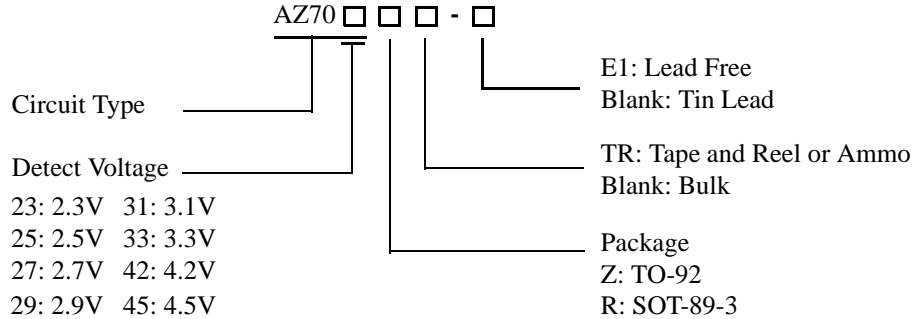 AZ70 □ □ □ - □
Circuit Type
Detect Voltage
23: 2.3V 31: 3.1V
25: 2.5V 33: 3.3V
27: 2.7V 42: 4.2V
29: 2.9V 45: 4.5V
E1: Lead Free
Blank: Tin Lead
TR: Tape and Reel or Ammo
Blank: Bulk
Package
Z: TO-92
R: SOT-89-3